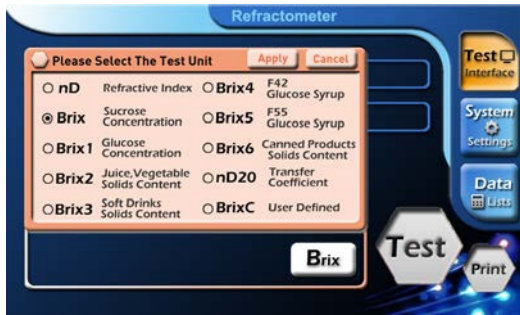 Refractometer
Please Select The Test Unit
Apply
Cancel
nD Refractive Index
Brix Sucrose
Concentration
Brix1 Glucose
Concentration
Brix2 Juice,Vegetable
Solids Content
Brix3 Soft Drinks
Solids Content
Brix4 F42
Glucose Syrup
Brix5 F55
Glucose Syrup
Brix6 Canned Products
Solids Content
nD20 Transfer
Coefficient
BrixC User Defined
Brix
Test
Interface
System
Settings
Data
Lists
Test
Print